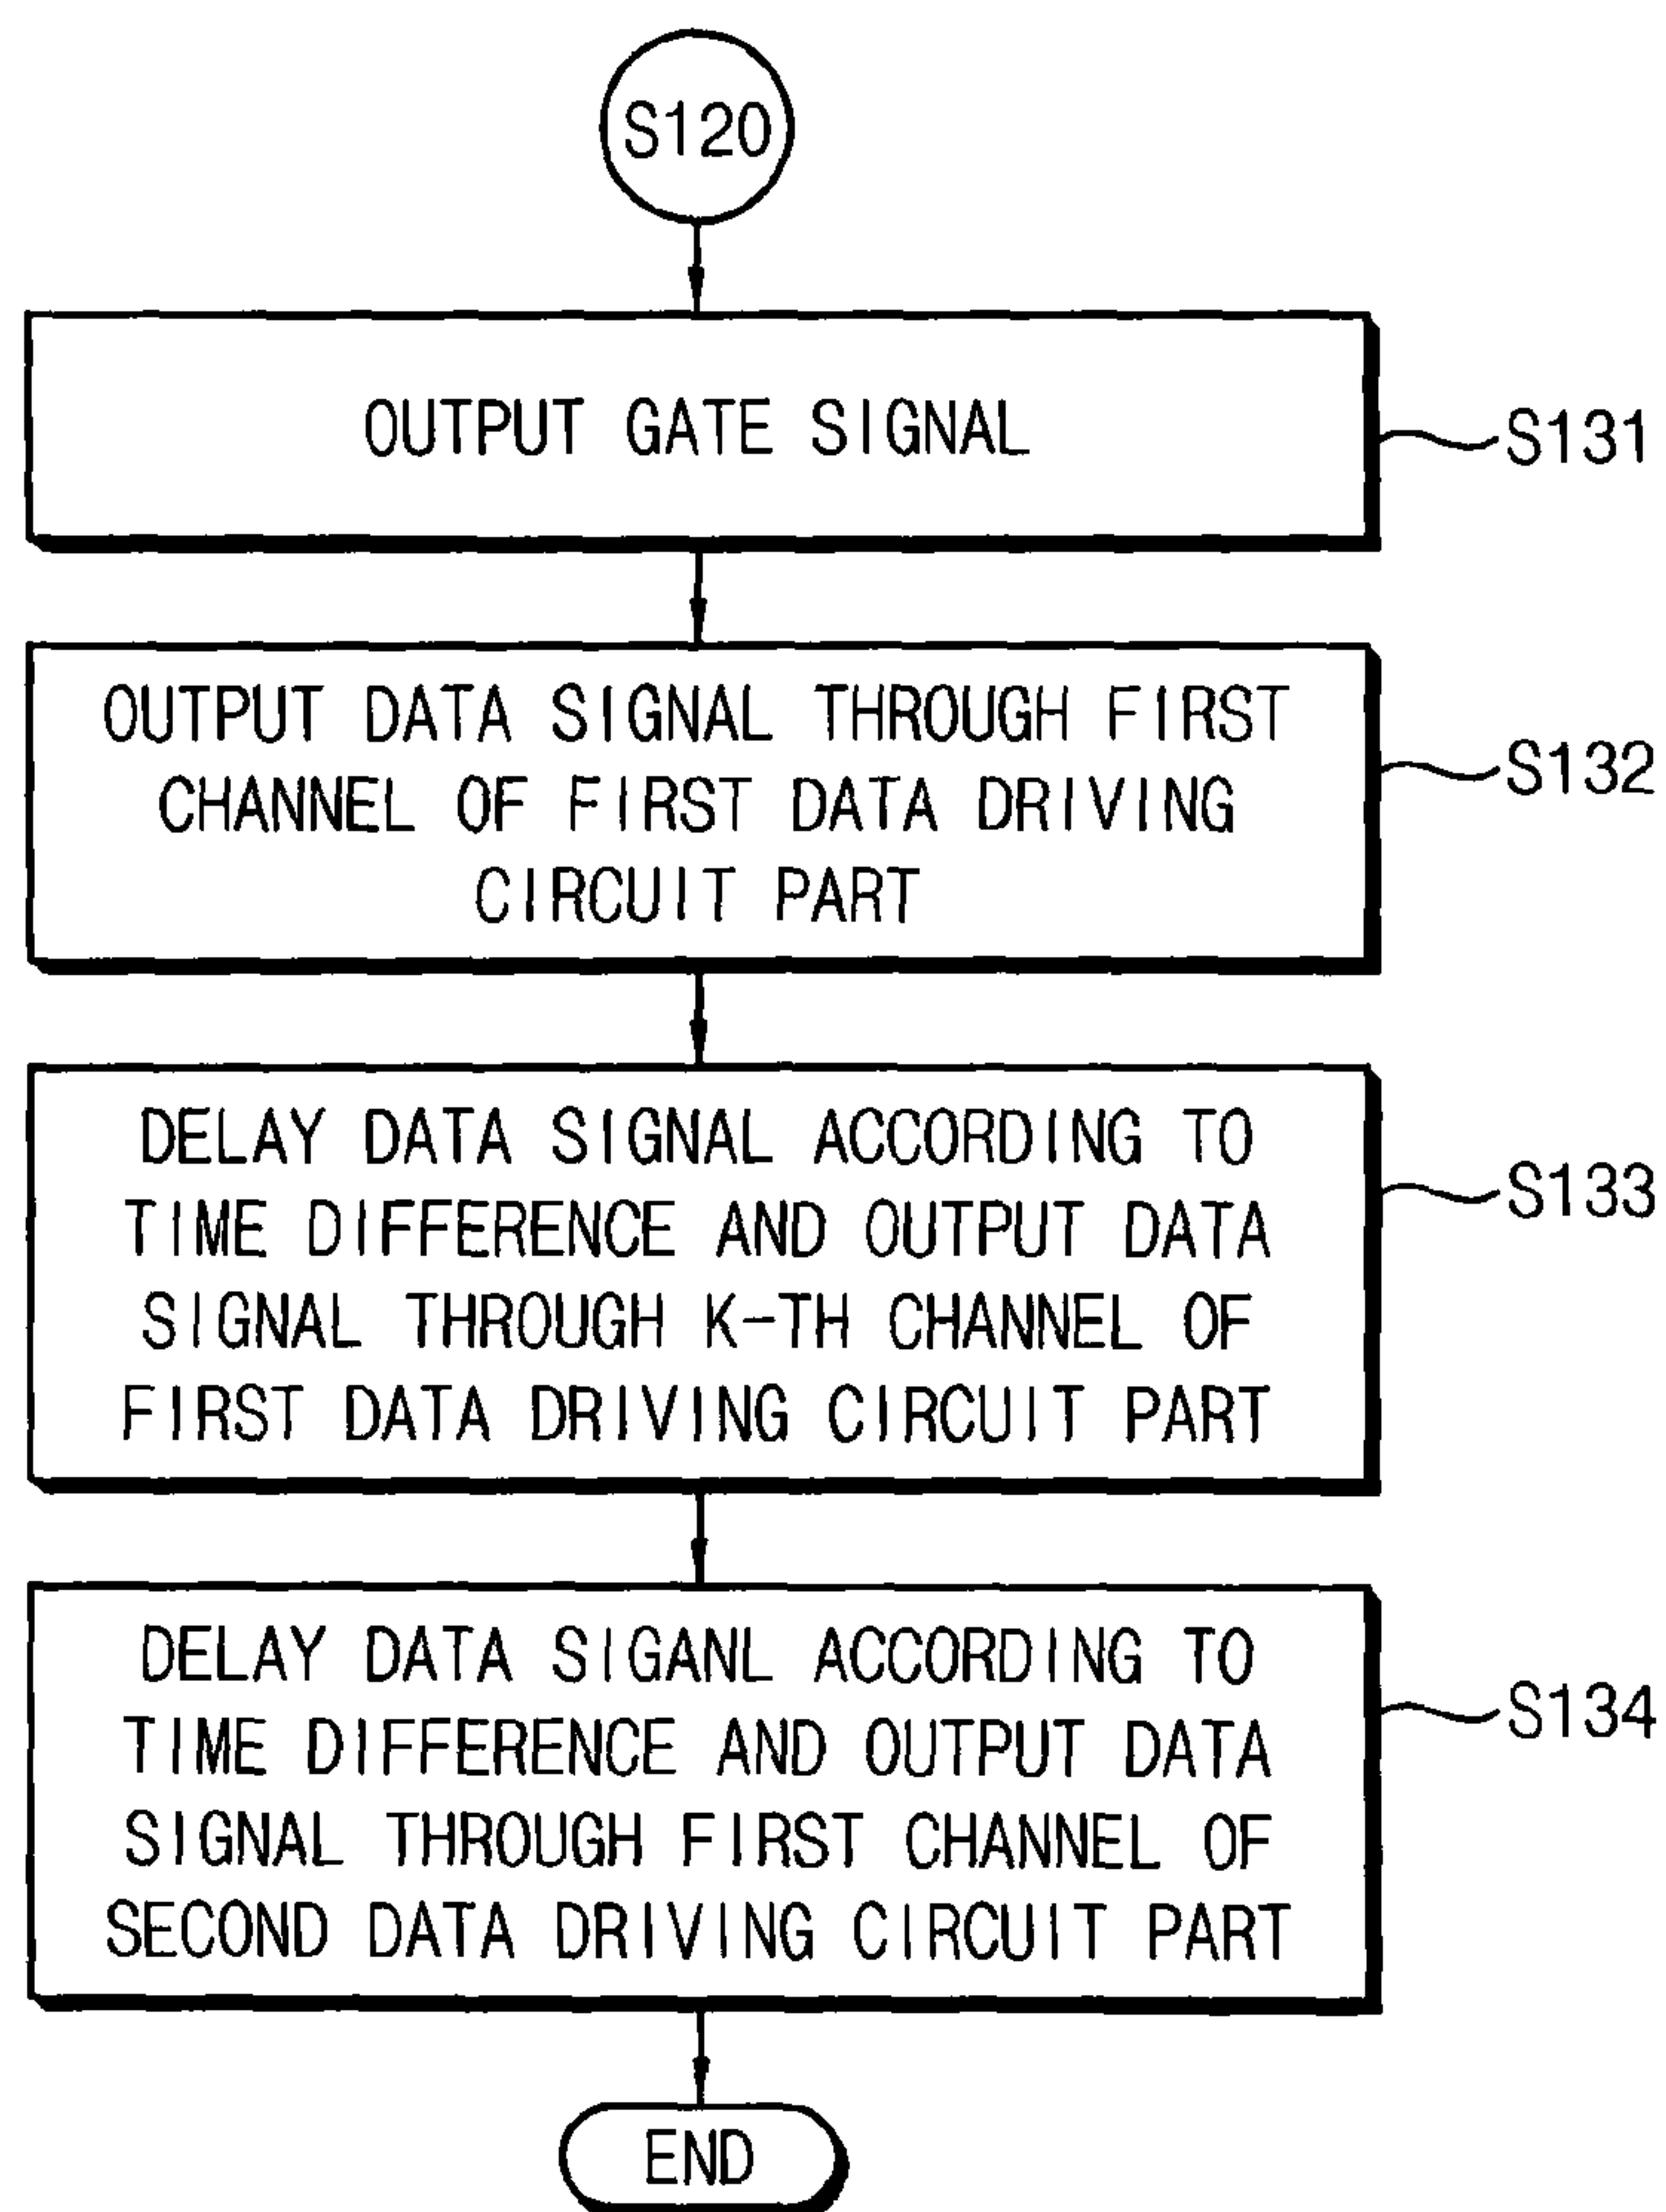 S120
OUTPUT GATE SIGNAL
S131
OUTPUT DATA SIGNAL THROUGH FIRST
CHANNEL OF FIRST DATA DRIVING
CIRCUIT PART
S132
DELAY DATA SIGNAL ACCORDING TO
TIME DIFFERENCE AND OUTPUT DATA
SIGNAL THROUGH K-TH CHANNEL OF
FIRST DATA DRIVING CIRCUIT PART
S133
DELAY DATA SIGANL ACCORDING TO
TIME DIFFERENCE AND OUTPUT DATA
SIGNAL THROUGH FIRST CHANNEL OF
SECOND DATA DRIVING CIRCUIT PART
S134
END